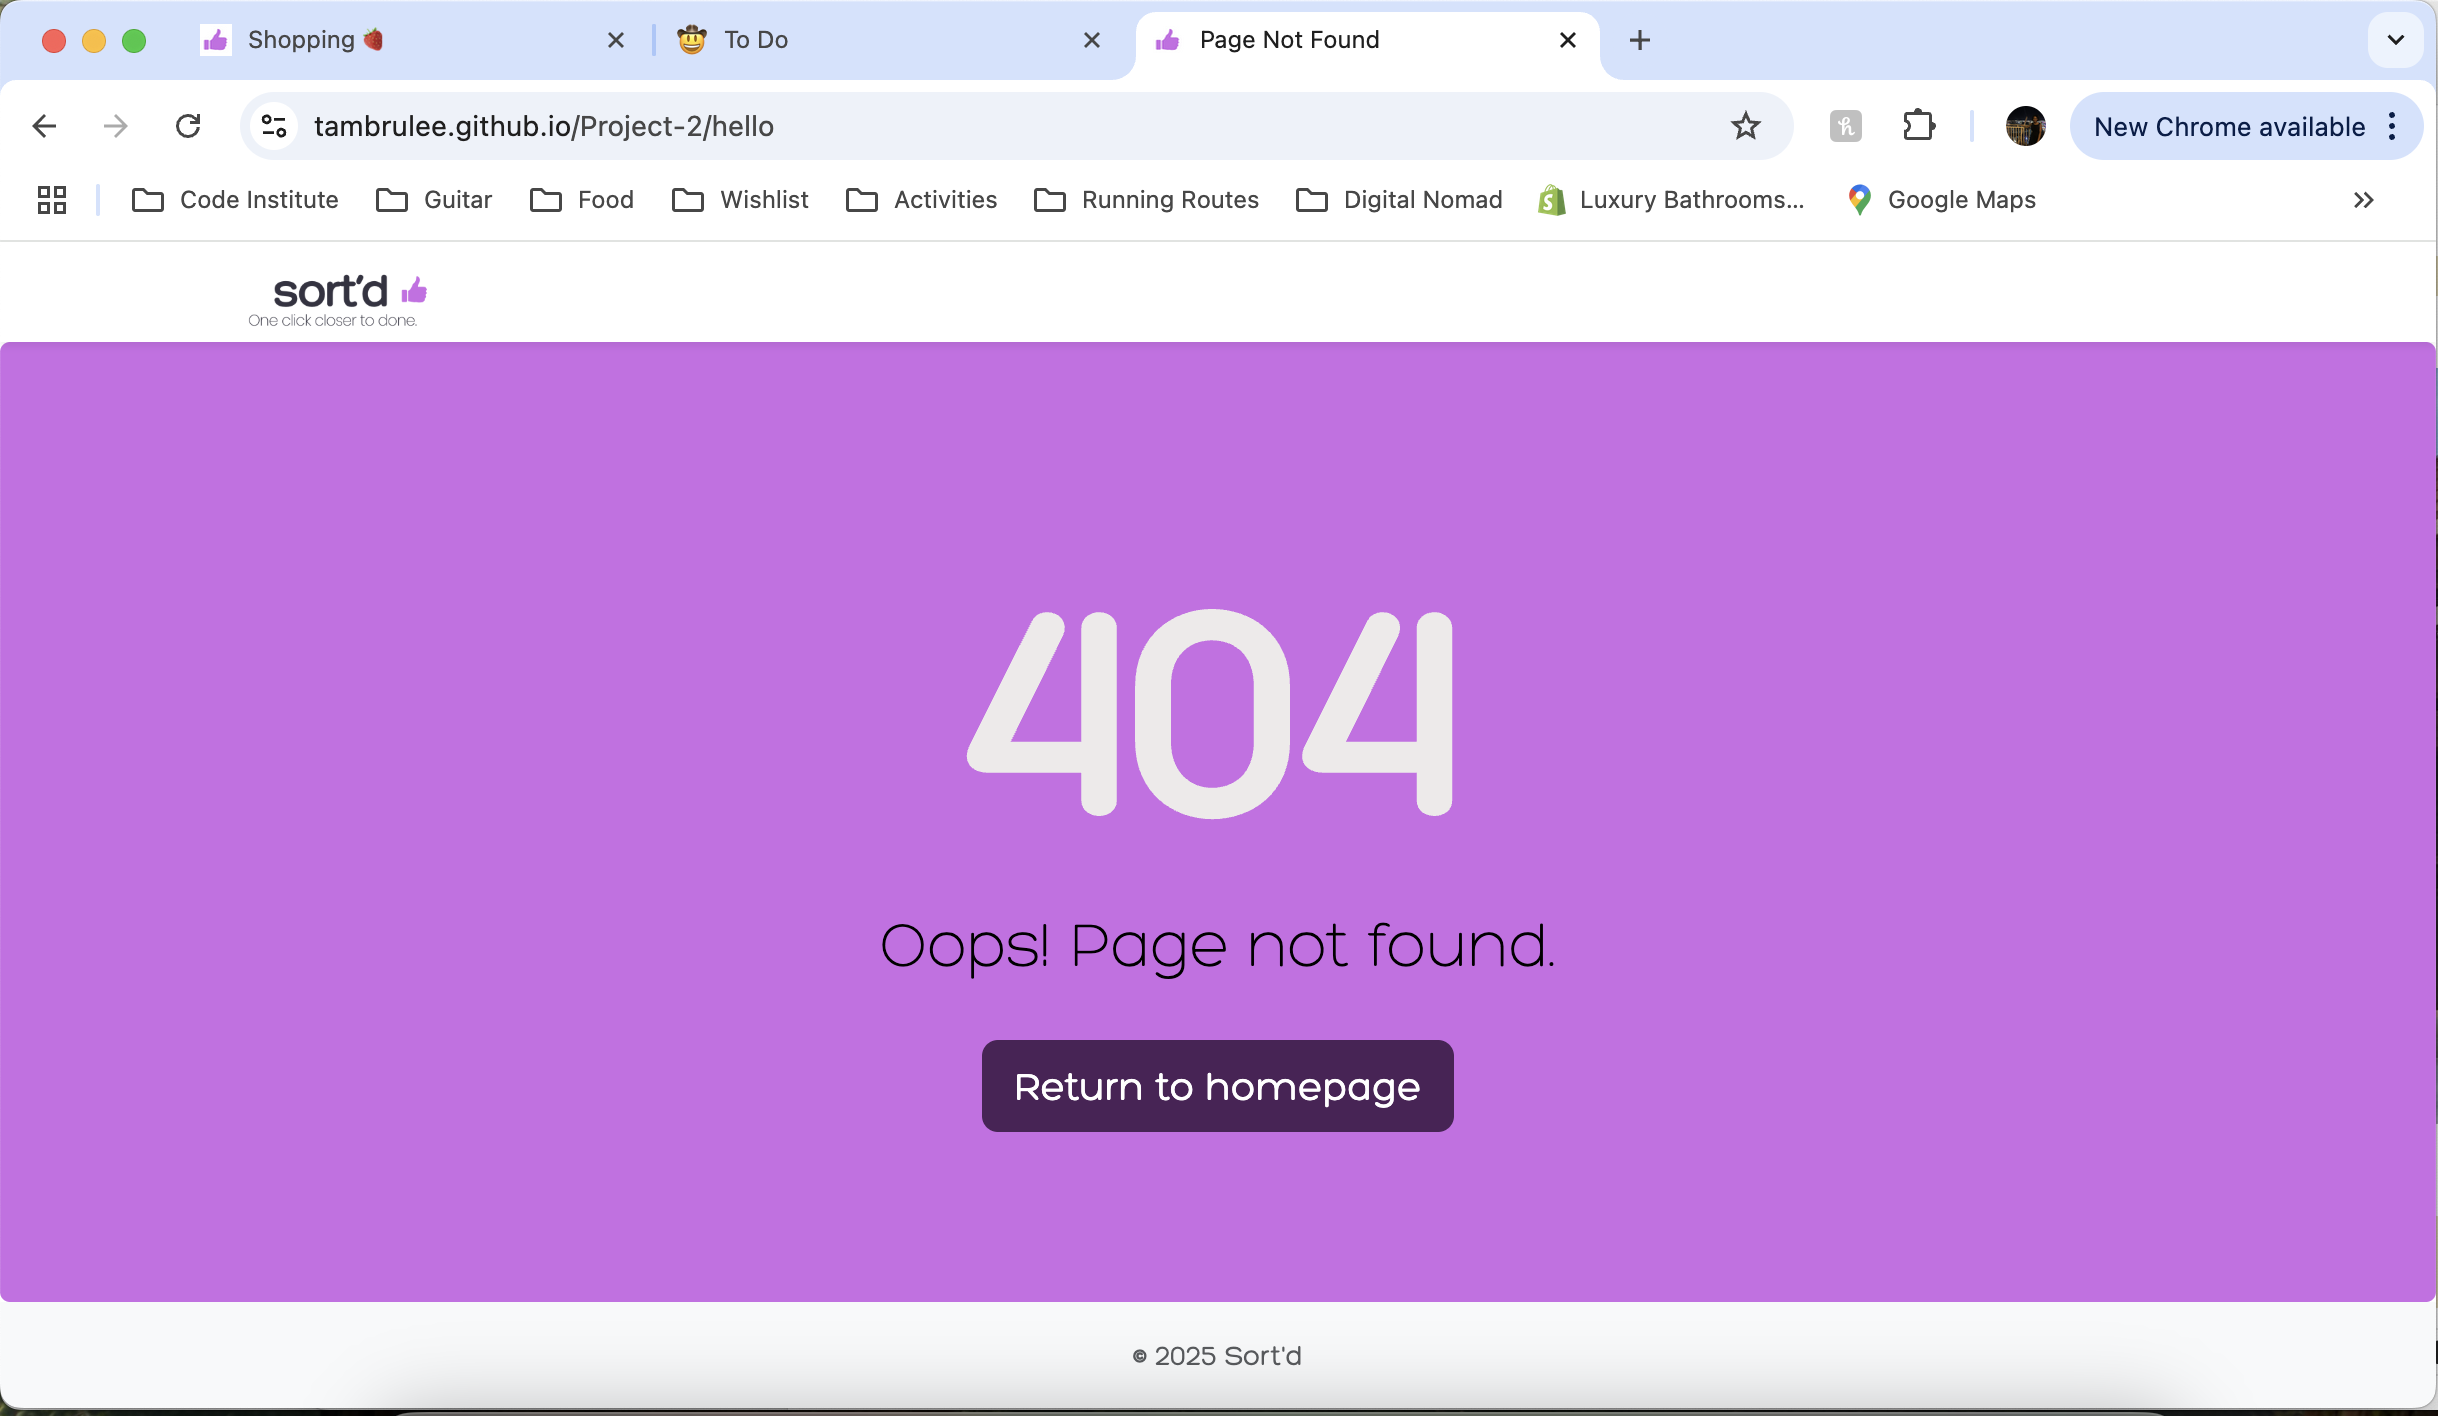 Shopping 🍓
To Do
Page Not Found
tambrulee.github.io/Project-2/hello
New Chrome available
Code Institute
Guitar
Food
Wishlist
Activities
Running Routes
Digital Nomad
Luxury Bathrooms...
Google Maps
sort'd
One click closer to done.
404
Oops! Page not found.
Return to homepage
© 2025 Sort'd